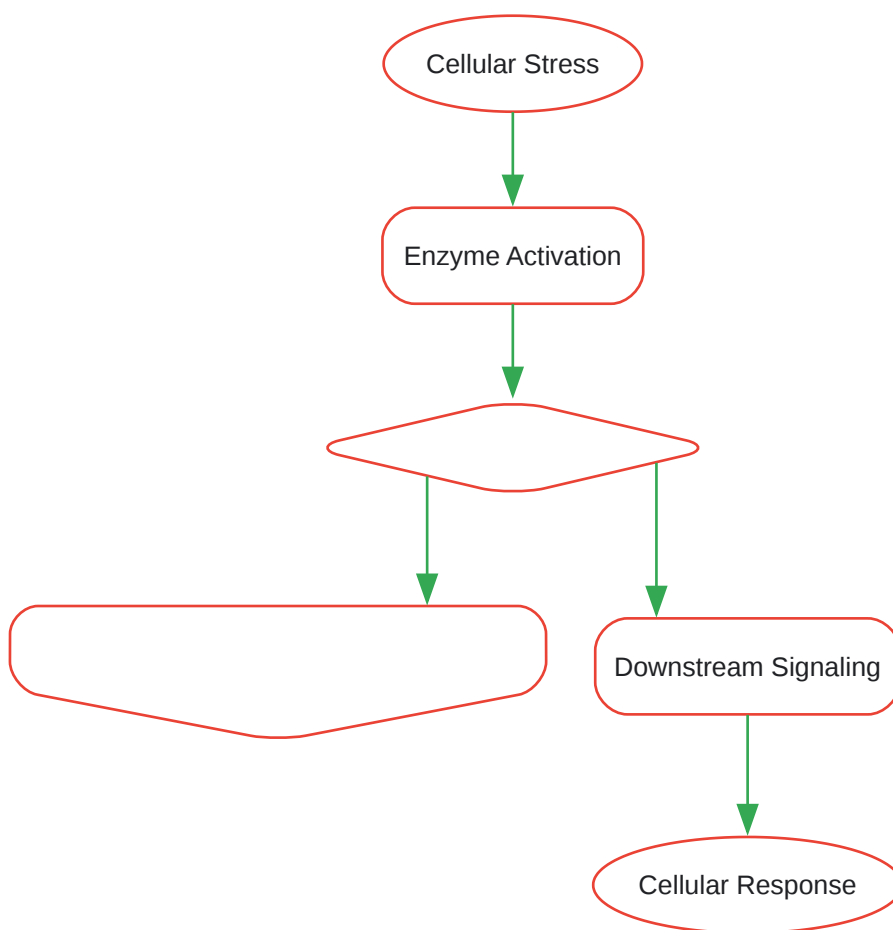 Cellular Stress
Enzyme Activation
Downstream Signaling
Cellular Response